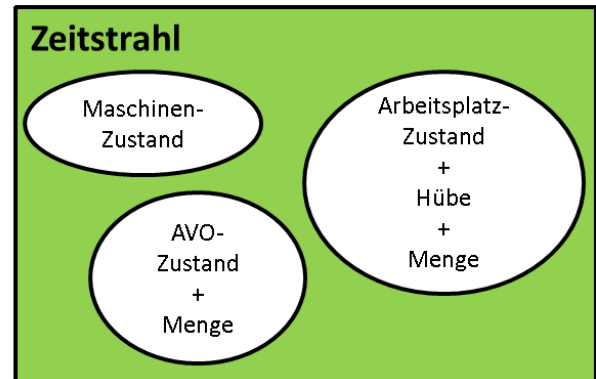 Zeitstrahl
Maschinen-
Zustand
Arbeitsplatz-
Zustand
+
Hübe
+
Menge
AVO-
Zustand
+
Menge